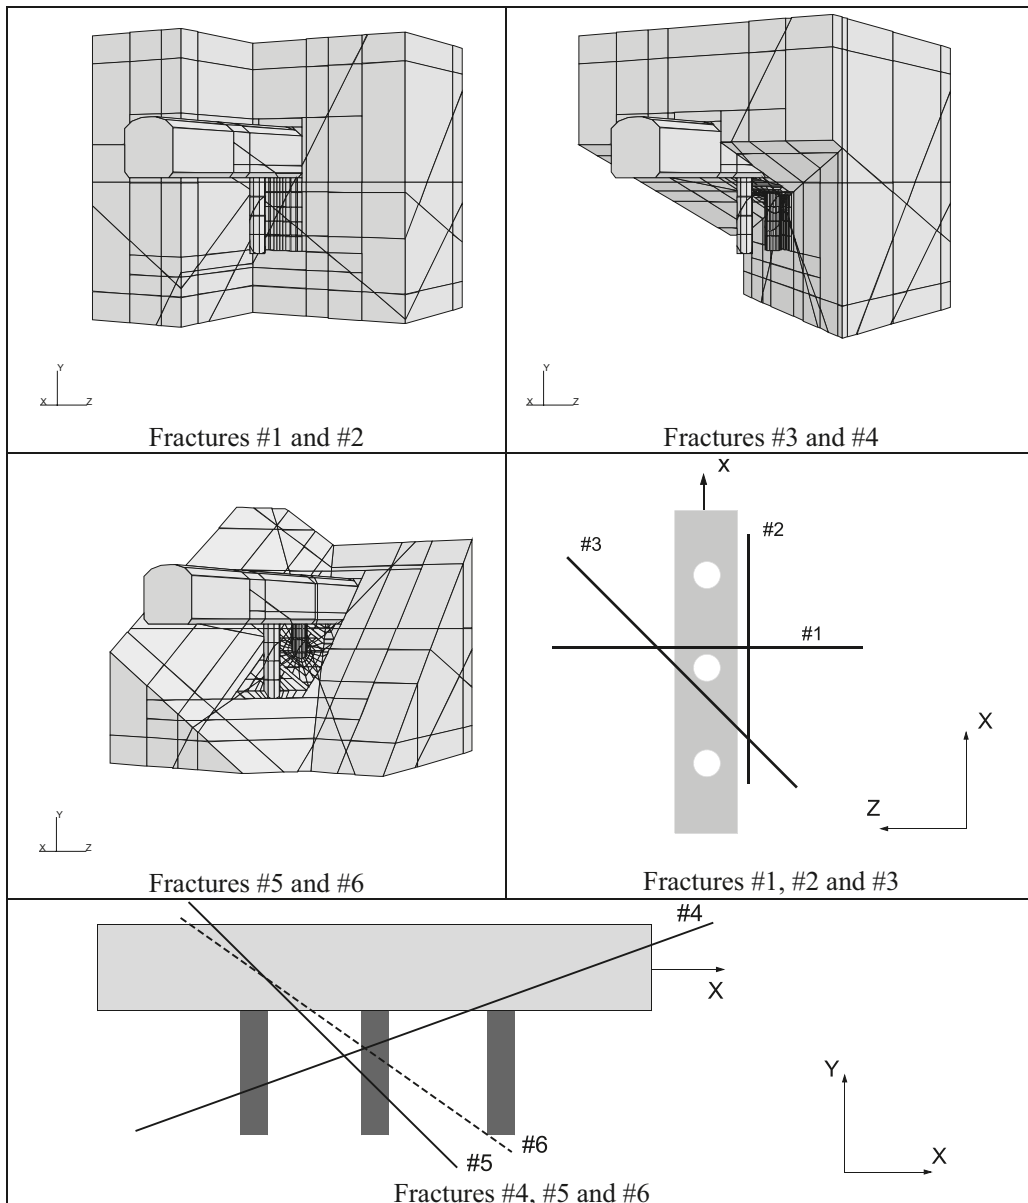 Y
X Z
Fractures #1 and #2
Y
X Z
Fractures #3 and #4
Y
X Z
Fractures #5 and #6
x
#2
#3
#1
X
Z
Fractures #1, #2 and #3
#4
X
Y
#6
#5
X
Fractures #4, #5 and #6